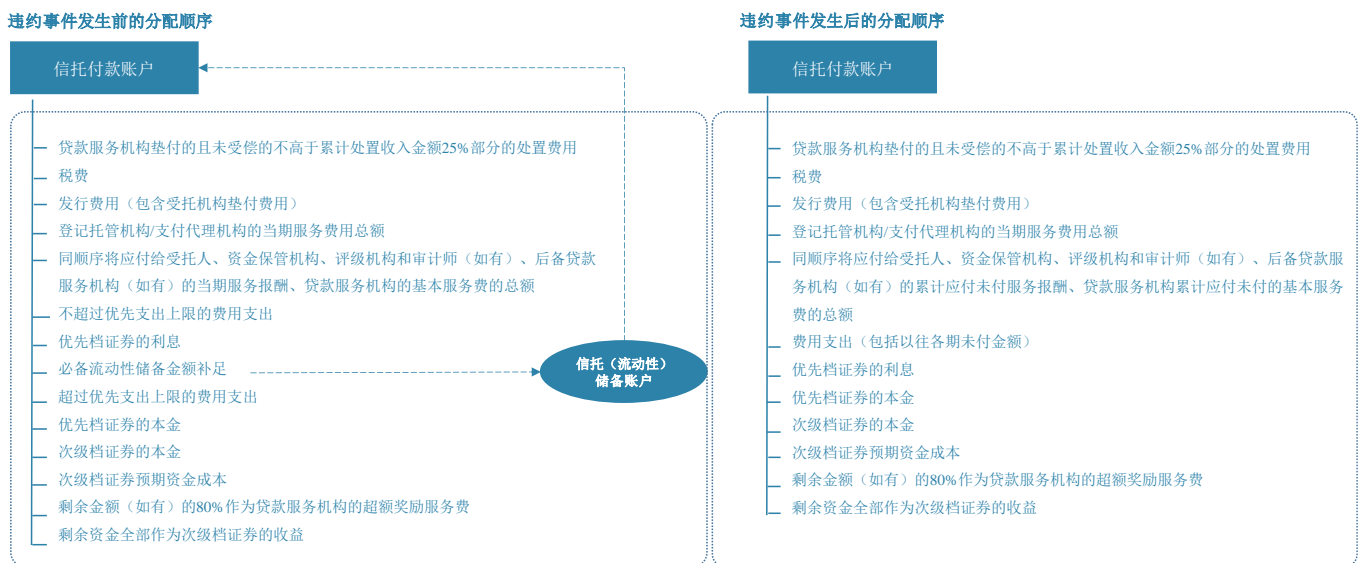 违约事件发生前的分配顺序
信托付款账户
贷款服务机构垫付的且未受偿的不高于累计处置收入金额25%部分的处置费用
税费
发行费用（包含受托机构垫付费用）
登记托管机构/支付代理机构的当期服务费用总额
同顺序将应付给受托人、资金保管机构、评级机构和审计师（如有）、后备贷款
服务机构（如有）的当期服务报酬、贷款服务机构的基本服务费的总额
不超过优先支出上限的费用支出
优先档证券的利息
必备流动性储备金额补足
超过优先支出上限的费用支出
优先档证券的本金
次级档证券的本金
次级档证券预期资金成本
剩余金额（如有）的80%作为贷款服务机构的超额奖励服务费
剩余资金全部作为次级档证券的收益
信托（流动性）
储备账户
违约事件发生后的分配顺序
信托付款账户
贷款服务机构垫付的且未受偿的不高于累计处置收入金额25%部分的处置费用
税费
发行费用（包含受托机构垫付费用）
登记托管机构/支付代理机构的当期服务费用总额
同顺序将应付给受托人、资金保管机构、评级机构和审计师（如有）、后备贷款服
务机构（如有）的累计应付未付服务报酬、贷款服务机构累计应付未付的基本服务
费的总额
费用支出（包括以往各期未付金额）
优先档证券的利息
优先档证券的本金
次级档证券的本金
次级档证券预期资金成本
剩余金额（如有）的80%作为贷款服务机构的超额奖励服务费
剩余资金全部作为次级档证券的收益